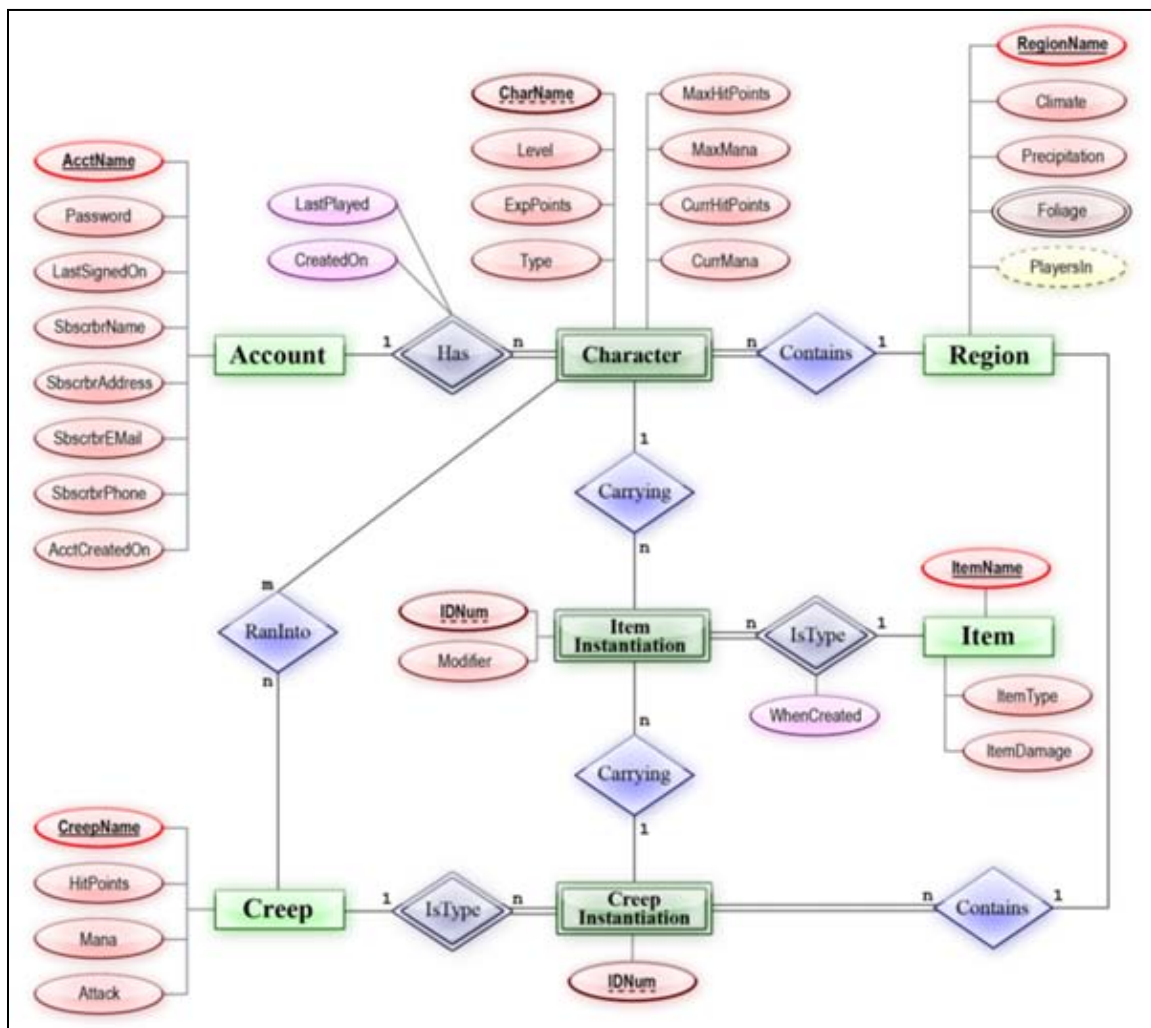 RegionName
CharName
MaxHitPoints
Climate
AcctName
Level
MaxMana
Precipitation
Password
LastPlayed
ExpPoints
CurrHitPoints
Foliage
LastSignedOn
CreatedOn
Type
CurrMana
PlayersIn
SbscrbrName
Account
1
Has
n
Character
n
Contains
1
Region
SbscrbrAddress
SbscrbrEMail
1
SbscrbrPhone
Carrying
AcctCreatedOn
n
ItemName
m
RanInto
IDNum
Modifier
Item
Instantiation
n
IsType
1
Item
n
n
WhenCreated
ItemType
ItemDamage
Carrying
CreepName
1
HitPoints
Creep
1
IsType
n
Creep
Instantiation
n
Contains
1
Mana
Attack
IDNum